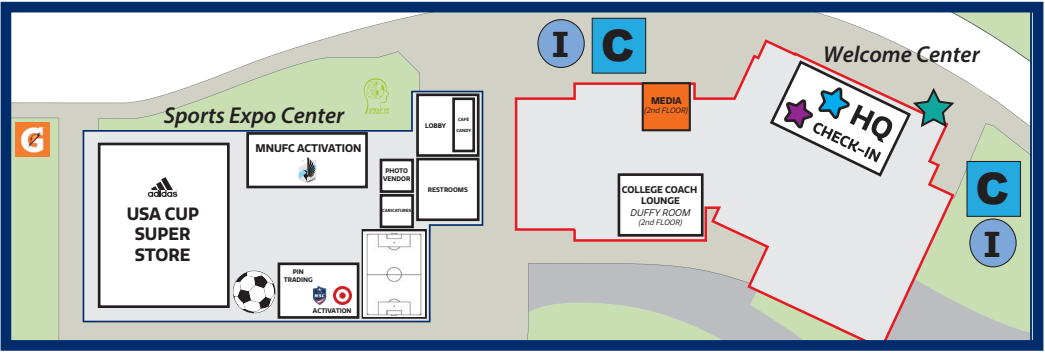 I
C
Welcome Center
Sports Expo Center
G
LOBBY
CAFÉ
CANDY
MNUFC ACTIVATION
PHOTO
VENDOR
RESTROOMS
CARICATURES
adidas
USA CUP
SUPER
STORE
PIN
TRADING
NSC
ACTIVATION
MEDIA
(2nd FLOOR)
COLLEGE COACH
LOUNGE
DUFFY ROOM
(2nd FLOOR)
HQ
CHECK-IN
C
I